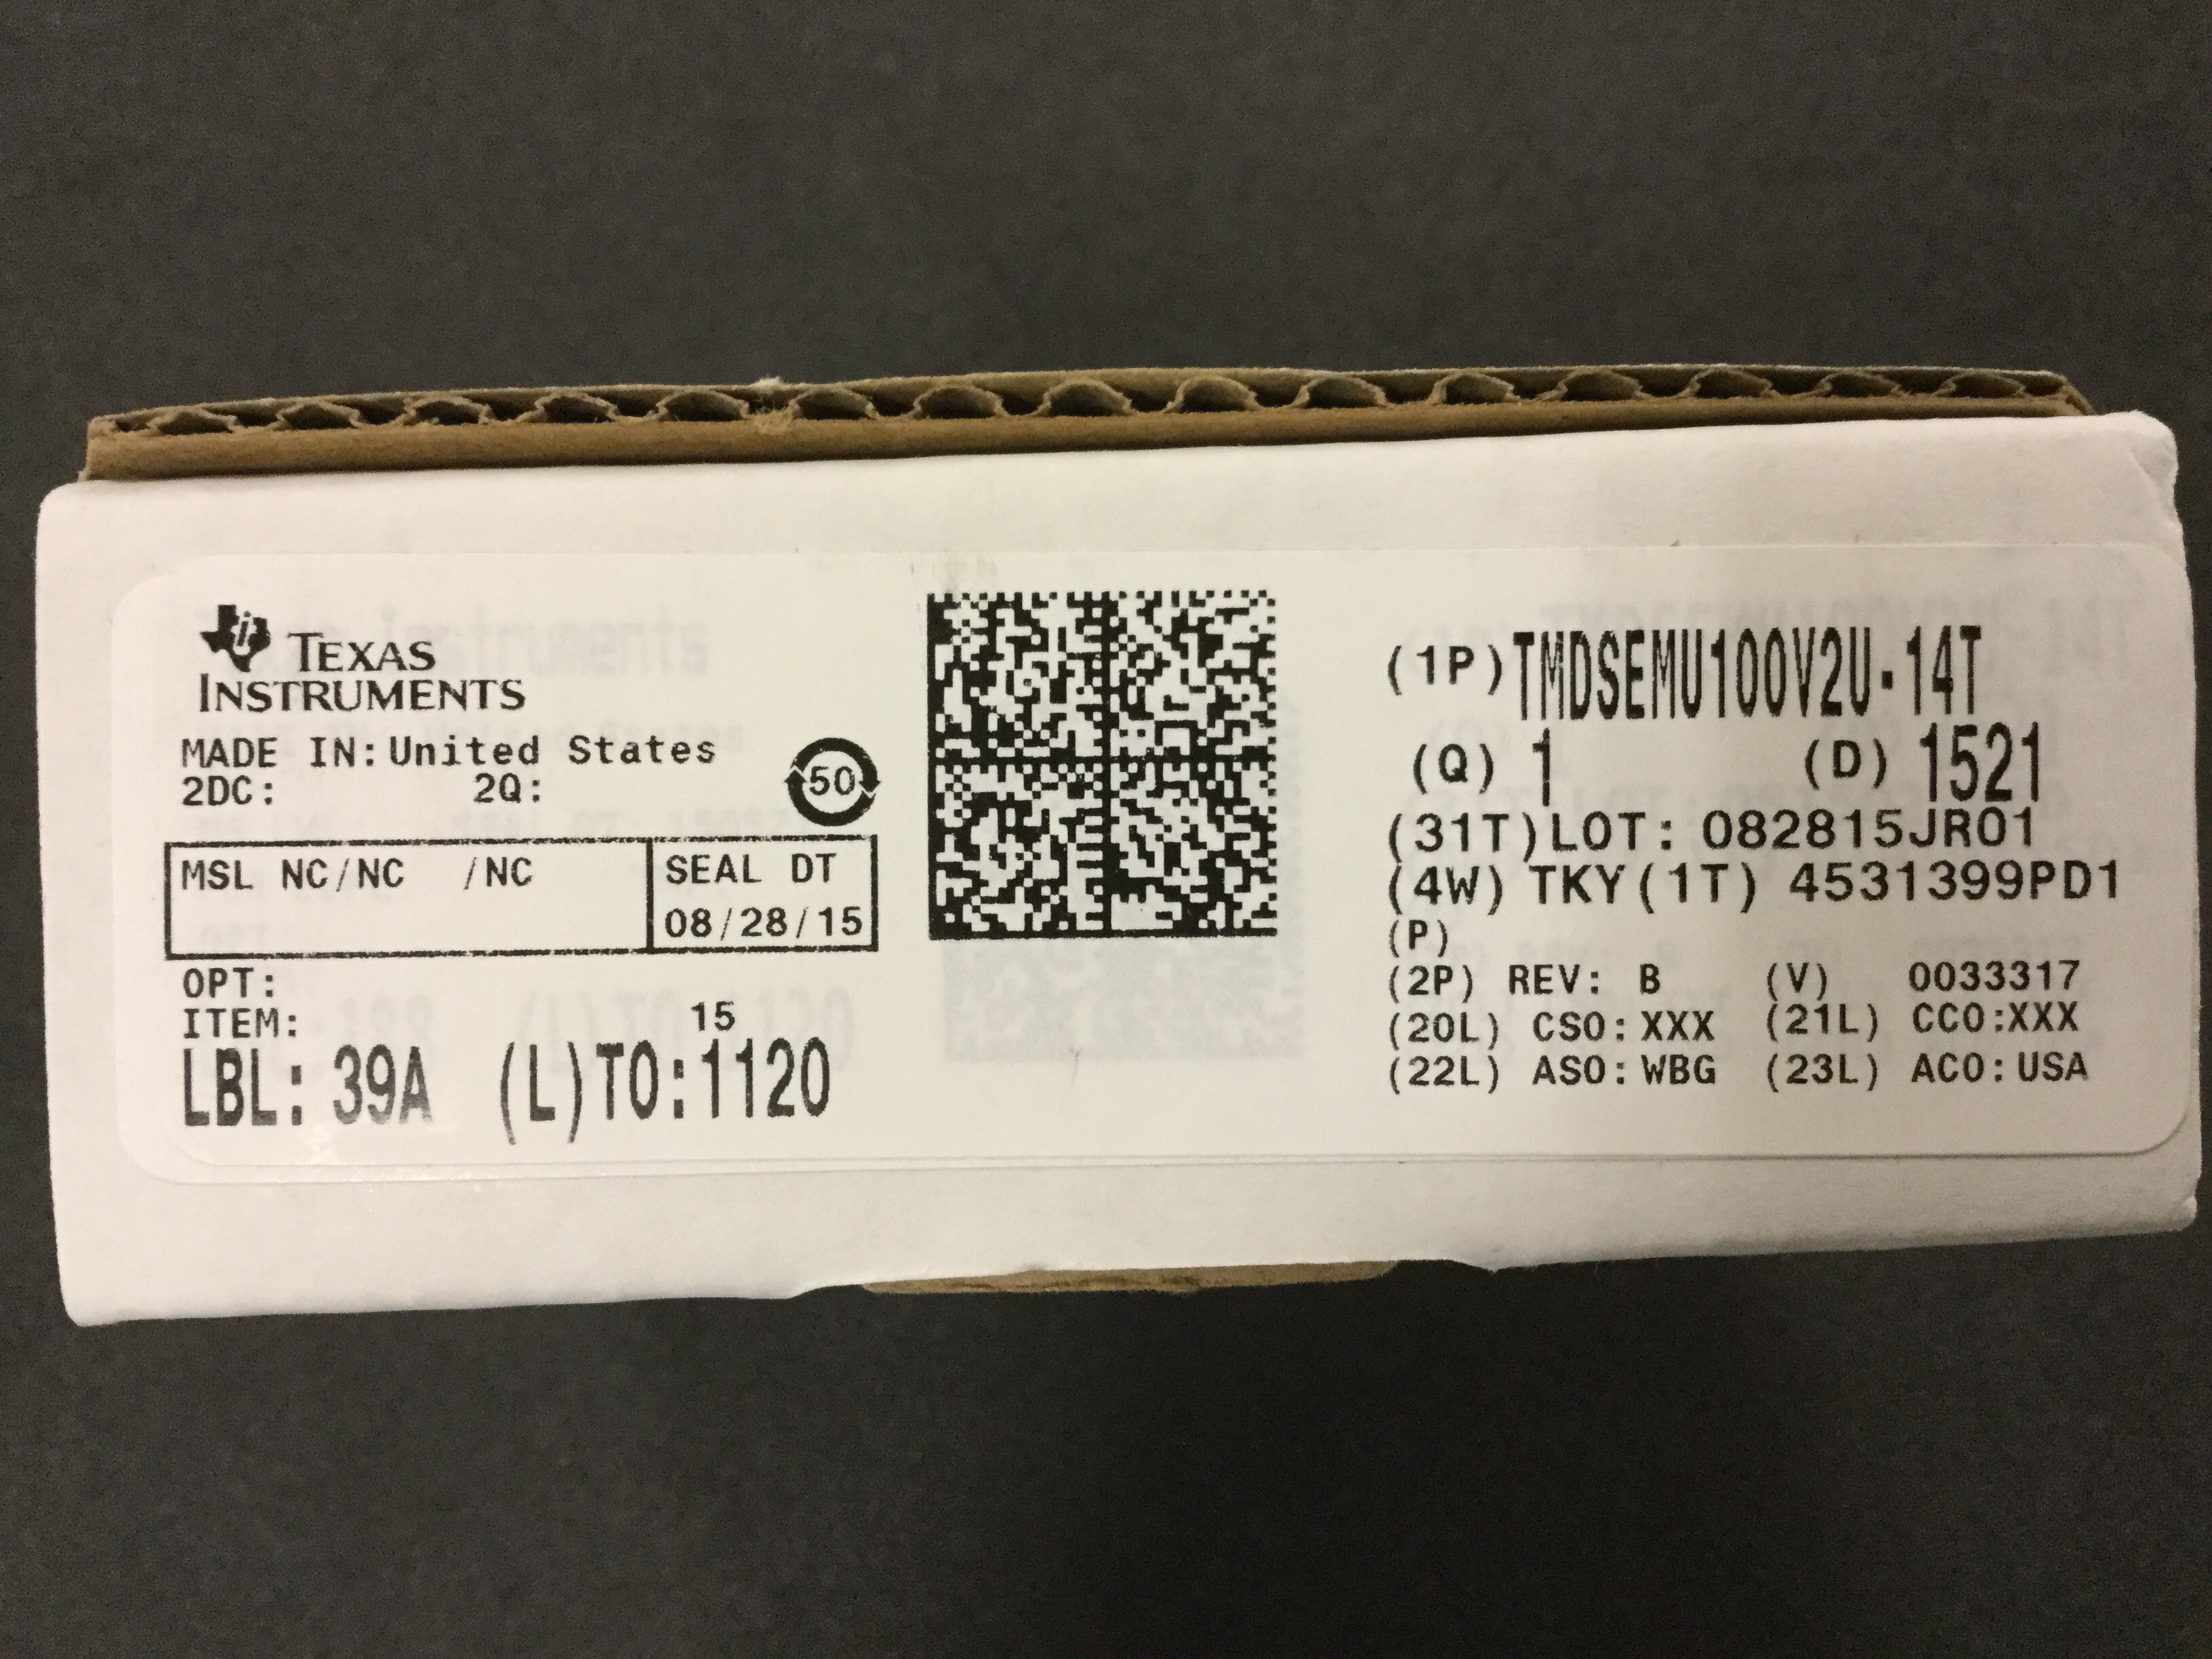 TEXAS
INSTRUMENTS
MADE IN: United States
2DC: 2Q:
50
MSL NC/NC /NC
SEAL DT
08/28/15
OPT:
ITEM: 15
LBL: 39A (L)TO:1120
(1P) TMDSEMU100V2U-14T
(Q) 1 (D) 1521
(31T)LOT: 082815JR01
(4W) TKY(1T) 4531399PD1
(P)
(2P) REV: B (V) 0033317
(20L) CSO: XXX (21L) CCO:XXX
(22L) ASO: WBG (23L) ACO: USA